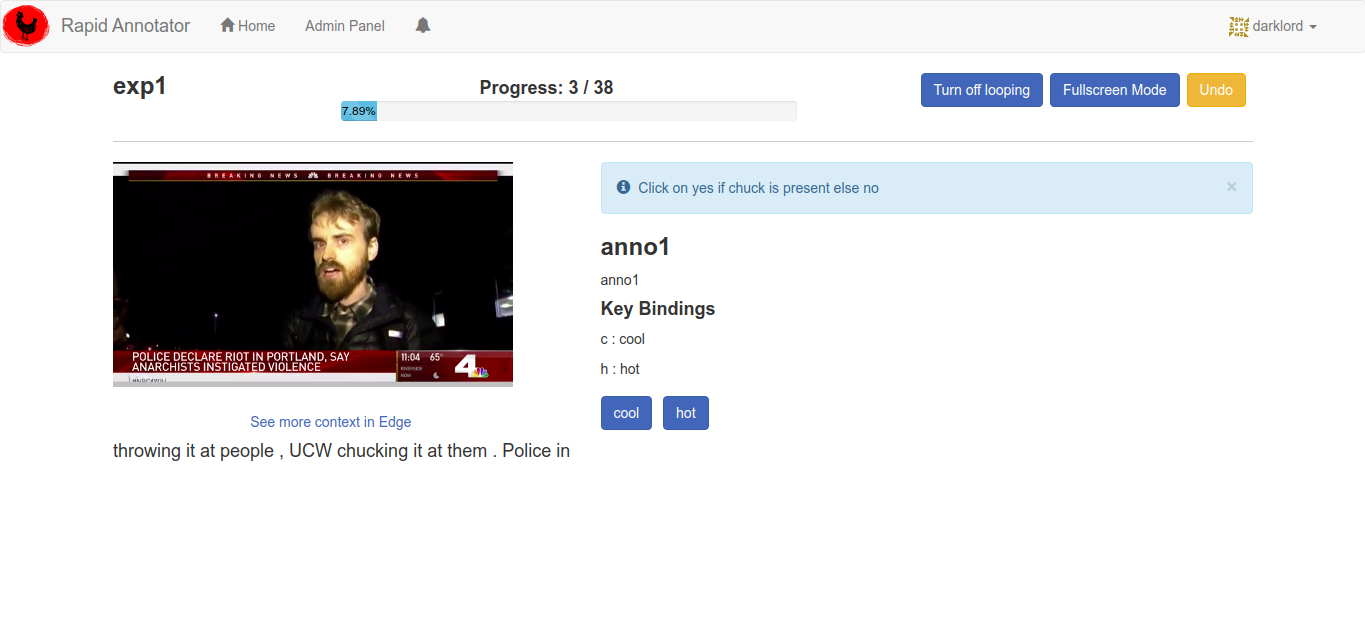 Rapid Annotator Home Admin Panel darklord
exp1
Progress: 3 / 38
7.89%
Turn off looping Fullscreen Mode Undo
BREAKING NEWS BREAKING NEWS
POLICE DECLARE RIOT IN PORTLAND, SAY
ANARCHISTS INSTIGATED VIOLENCE
11:04 65°
RIVERSIDE
NOW
4
#NBC4YOU
See more context in Edge
throwing it at people , UCW chucking it at them . Police in
Click on yes if chuck is present else no ×
anno1
anno1
Key Bindings
c : cool
h : hot
cool hot